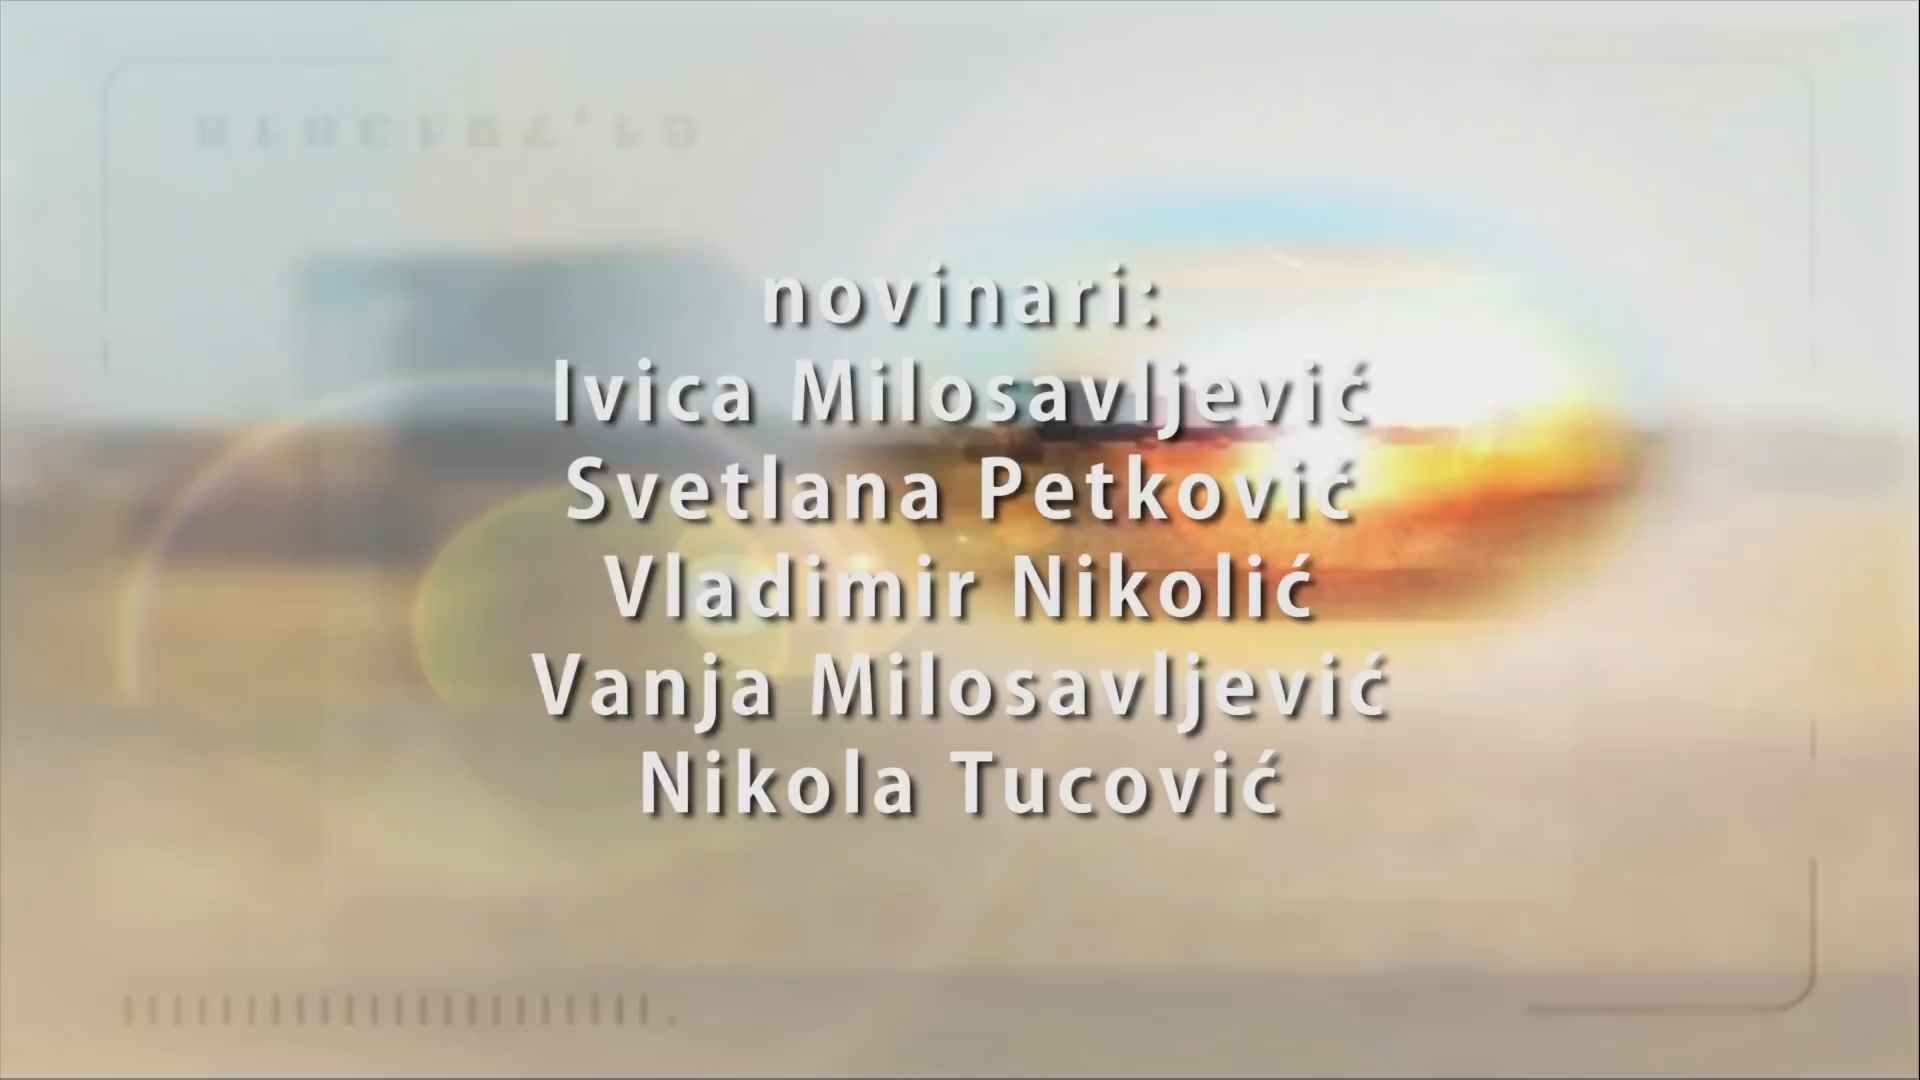 novinari:
Ivica Milosavljević
Svetlana Petković
Vladimir Nikolić
Vanja Milosavljević
Nikola Tucović